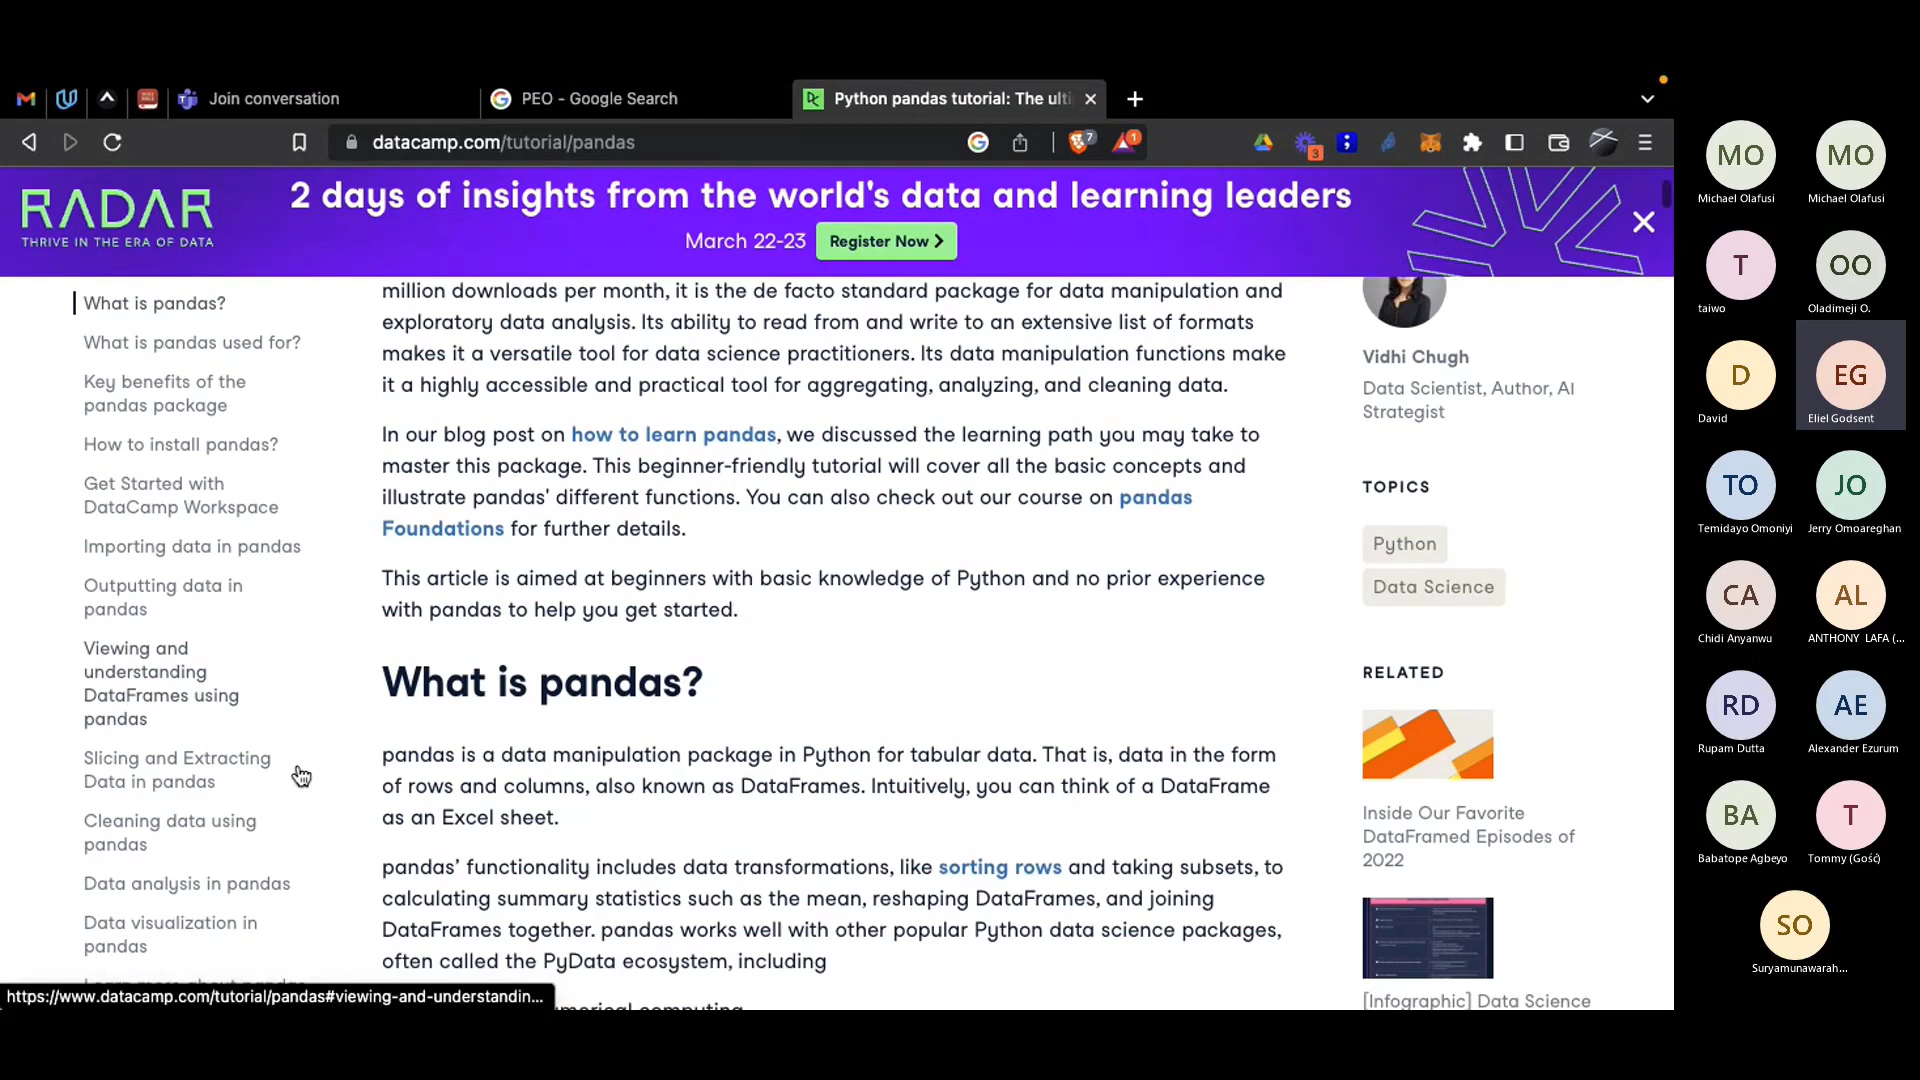 Join conversation
PEO - Google Search
Python pandas tutorial: The ulti
datacamp.com/tutorial/pandas
7
1
3
RADAR
THRIVE IN THE ERA OF DATA
2 days of insights from the world's data and learning leaders
March 22-23
Register Now
What is pandas?
What is pandas used for?
Key benefits of the
pandas package
How to install pandas?
Get Started with
DataCamp Workspace
Importing data in pandas
Outputting data in
pandas
Viewing and
understanding
DataFrames using
pandas
Slicing and Extracting
Data in pandas
Cleaning data using
pandas
Data analysis in pandas
Data visualization in
pandas
Learn more about pandas
https://www.datacamp.com/tutorial/pandas#viewing-and-understandin...
million downloads per month, it is the de facto standard package for data manipulation and
exploratory data analysis. Its ability to read from and write to an extensive list of formats
makes it a versatile tool for data science practitioners. Its data manipulation functions make
it a highly accessible and practical tool for aggregating, analyzing, and cleaning data.
In our blog post on how to learn pandas, we discussed the learning path you may take to
master this package. This beginner-friendly tutorial will cover all the basic concepts and
illustrate pandas' different functions. You can also check out our course on pandas
Foundations for further details.
This article is aimed at beginners with basic knowledge of Python and no prior experience
with pandas to help you get started.
What is pandas?
pandas is a data manipulation package in Python for tabular data. That is, data in the form
of rows and columns, also known as DataFrames. Intuitively, you can think of a DataFrame
as an Excel sheet.
pandas’ functionality includes data transformations, like sorting rows and taking subsets, to
calculating summary statistics such as the mean, reshaping DataFrames, and joining
DataFrames together. pandas works well with other popular Python data science packages,
often called the PyData ecosystem, including
numerical computing
Vidhi Chugh
Data Scientist, Author, AI
Strategist
TOPICS
Python
Data Science
RELATED
Inside Our Favorite
DataFramed Episodes of
2022
[Infographic] Data Science
MO
Michael Olafusi
MO
Michael Olafusi
T
taiwo
OO
Oladimeji O.
D
David
EG
Eliel Godsent
TO
Temidayo Omoniyi
JO
Jerry Omoareghan
CA
Chidi Anyanwu
AL
ANTHONY LAFA (...
RD
Rupam Dutta
AE
Alexander Ezurum
BA
Babatope Agbeyo
T
Tommy (Gość)
SO
Suryamunawarah...